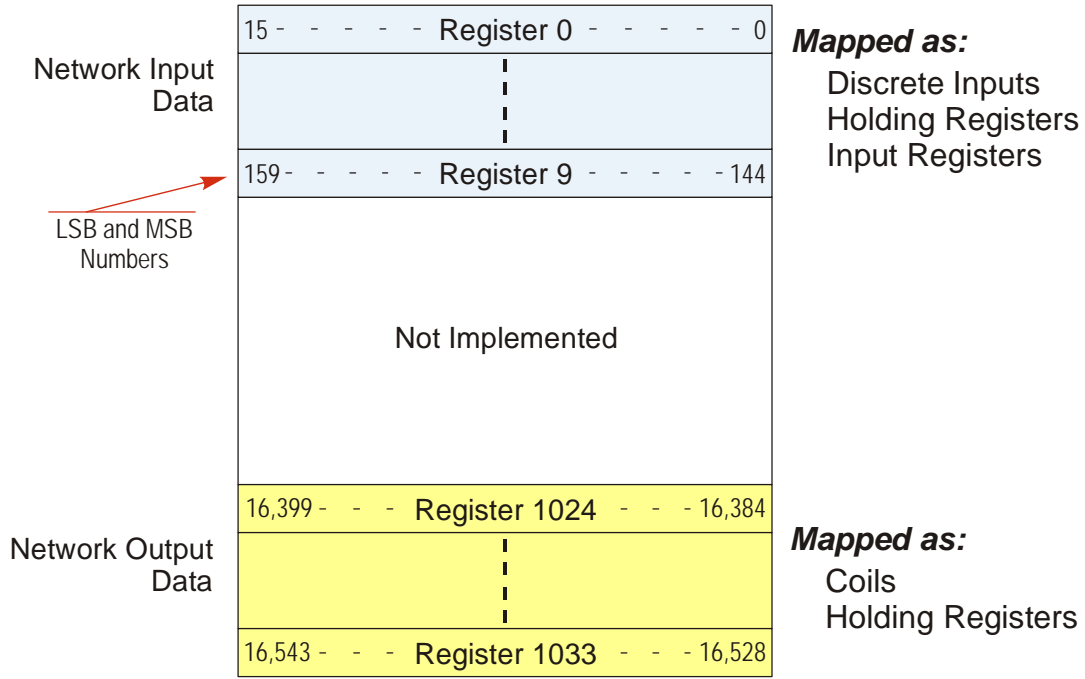 15 - - - - - Register 0 - - - - - 0
Network Input
Data
Mapped as:
Discrete Inputs
Holding Registers
Input Registers
159 - - - - - Register 9 - - - - - 144
LSB and MSB
Numbers
Not Implemented
16,399 - - - Register 1024 - - - 16,384
Network Output
Data
Mapped as:
Coils
Holding Registers
16,543 - - - Register 1033 - - - 16,528